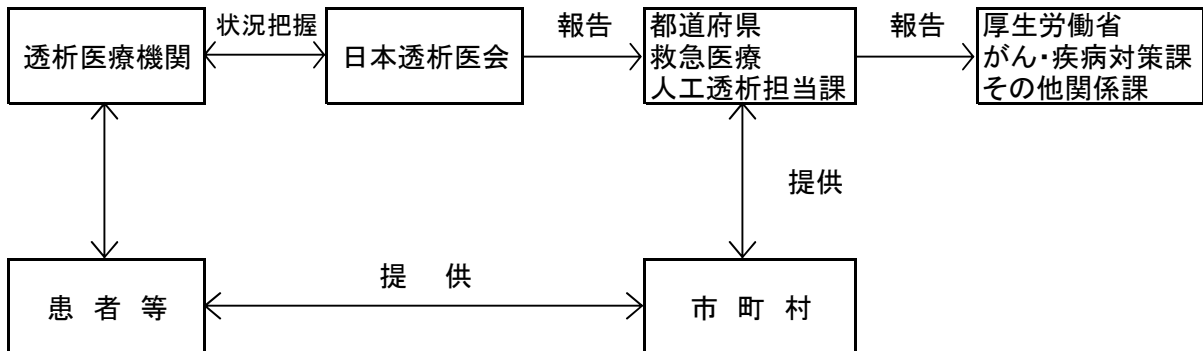 状況把握
報告
報告
透析医療機関
日本透析医会
都道府県
救急医療
人工透析担当課
厚生労働省
がん・疾病対策課
その他関係課
提供
提 供
患 者 等
市 町 村